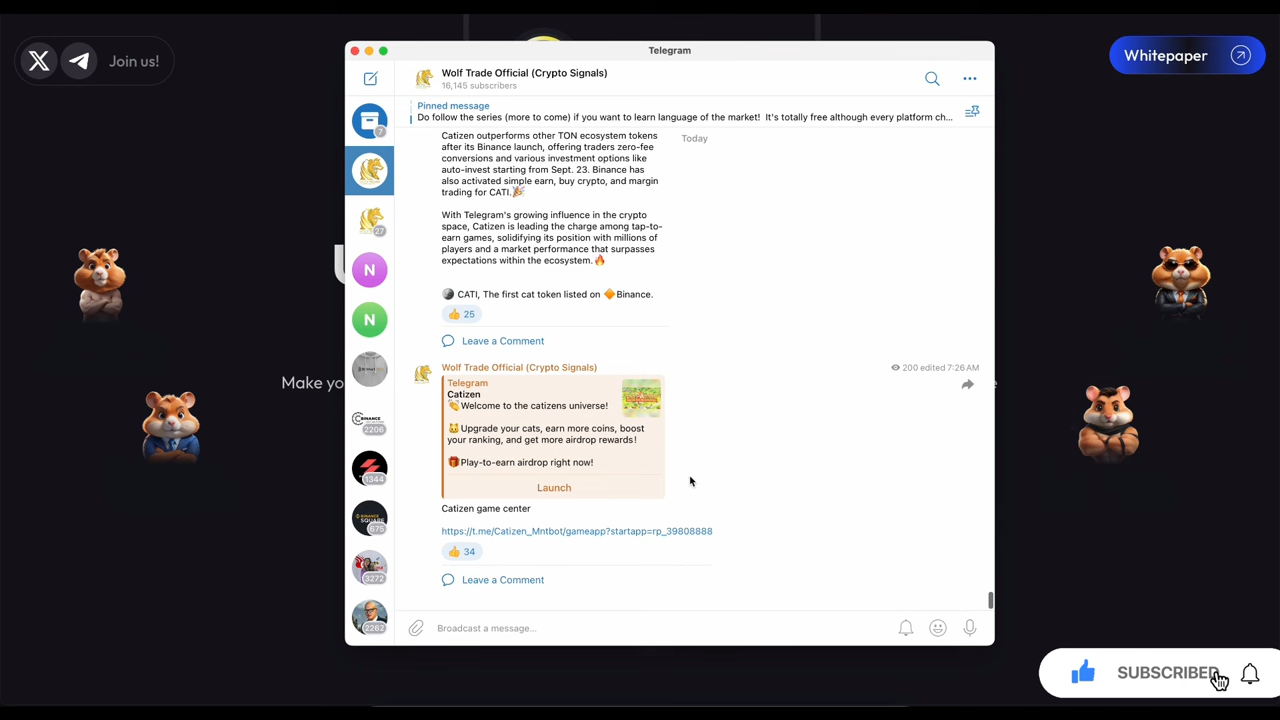 Join us!
Whitepaper
Telegram
Wolf Trade Official (Crypto Signals)
16,145 subscribers
Pinned message
Do follow the series (more to come) if you want to learn language of the market! It's totally free although every platform ch...
Catizen outperforms other TON ecosystem tokens
after its Binance launch, offering traders zero-fee
conversions and various investment options like
auto-invest starting from Sept. 23. Binance has
also activated simple earn, buy crypto, and margin
trading for CATI.🎉
Today
With Telegram's growing influence in the crypto
space, Catizen is leading the charge among tap-to-
earn games, solidifying its position with millions of
players and a market performance that surpasses
expectations within the ecosystem.🔥
CATI, The first cat token listed on 🔶Binance.
👍 25
Leave a Comment
Wolf Trade Official (Crypto Signals)
200 edited 7:26 AM
Telegram
Catizen
Welcome to the catizens universe!
🐱Upgrade your cats, earn more coins, boost
your ranking, and get more airdrop rewards!
🎁Play-to-earn airdrop right now!
Launch
Catizen game center
https://t.me/Catizen_Mntbot/gameapp?startapp=rp_39808888
👍 34
Leave a Comment
Broadcast a message...
7
27
N
N
BINANCE
2206
1344
675
3272
2262
Make yo
SUBSCRIBED